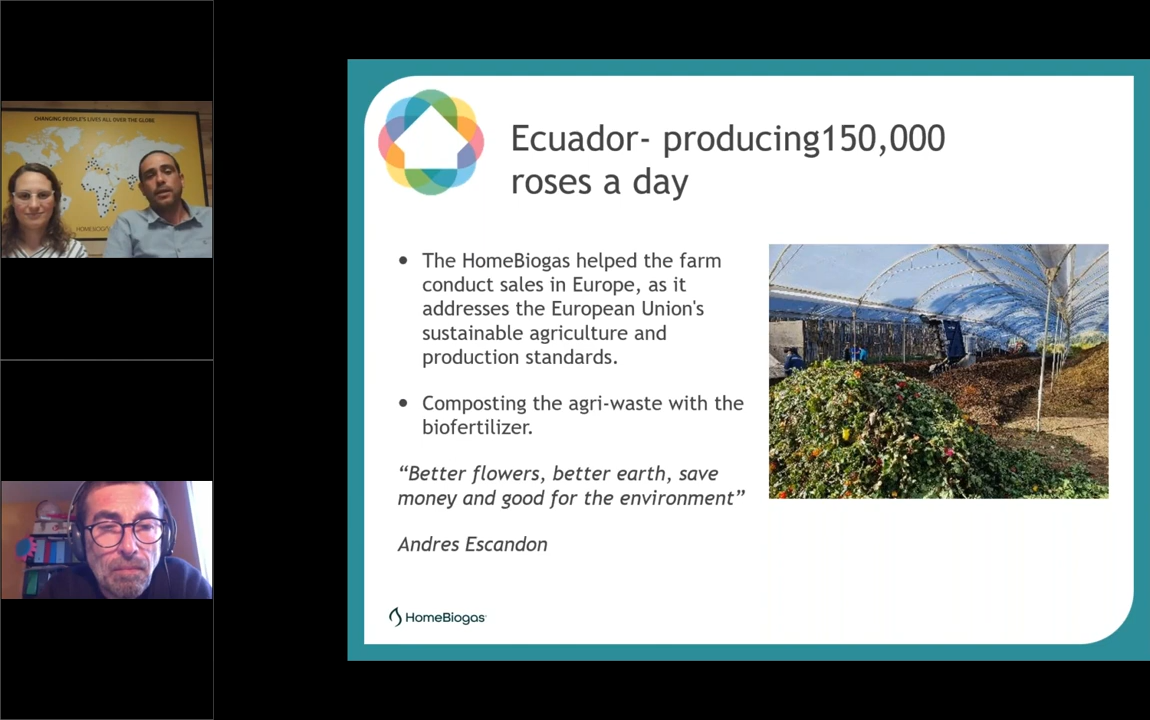 CHANGING PEOPLE'S LIVES ALL OVER THE GLOBE
HOMEBIOGAS
Ecuador- producing150,000
roses a day
• The HomeBiogas helped the farm
conduct sales in Europe, as it
addresses the European Union's
sustainable agriculture and
production standards.
• Composting the agri-waste with the
biofertilizer.
“Better flowers, better earth, save
money and good for the environment”
Andres Escandon
HomeBiogas